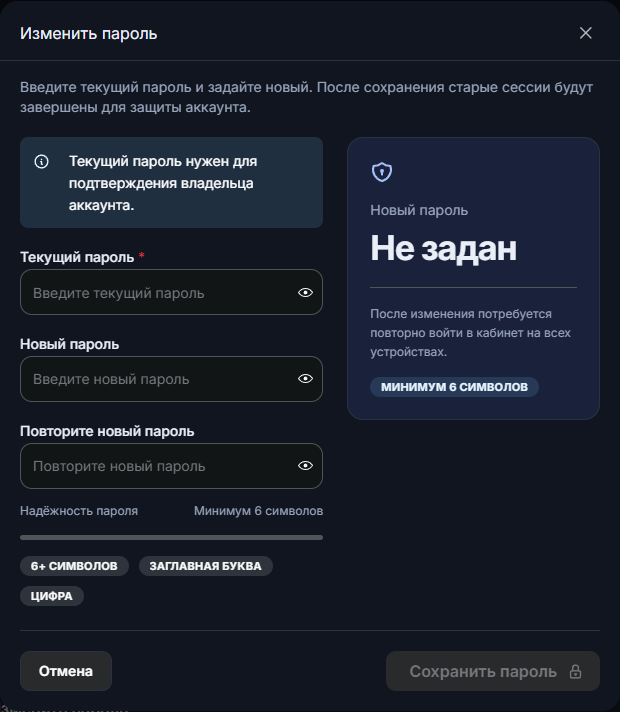 Изменить пароль
Введите текущий пароль и задайте новый. После сохранения старые сессии будут
завершены для защиты аккаунта.
Текущий пароль нужен для
подтверждения владельца
аккаунта.
Текущий пароль *
Введите текущий пароль
Новый пароль
Введите новый пароль
Повторите новый пароль
Повторите новый пароль
Надёжность пароля
Минимум 6 символов
6+ СИМВОЛОВ
ЗАГЛАВНАЯ БУКВА
ЦИФРА
Новый пароль
Не задан
После изменения потребуется
повторно войти в кабинет на всех
устройствах.
МИНИМУМ 6 СИМВОЛОВ
Отмена
Сохранить пароль